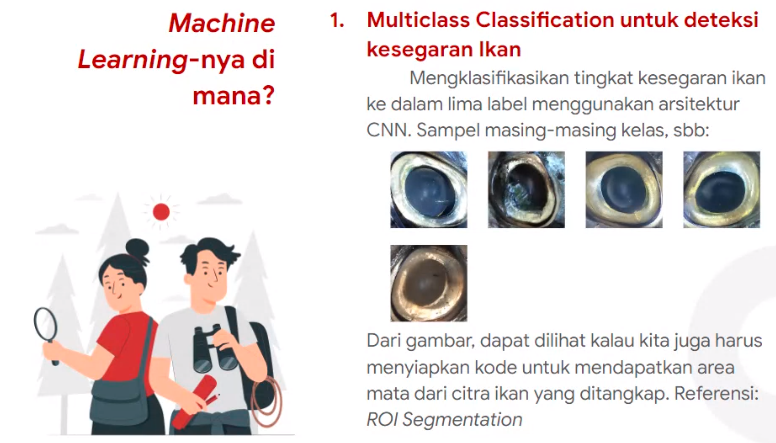 Machine
Learning-nya di
mana?
1. Multiclass Classification untuk deteksi
kesegaran Ikan
Mengklasifikasikan tingkat kesegaran ikan
ke dalam lima label menggunakan arsitektur
CNN. Sampel masing-masing kelas, sbb:
Dari gambar, dapat dilihat kalau kita juga harus
menyiapkan kode untuk mendapatkan area
mata dari citra ikan yang ditangkap. Referensi:
ROI Segmentation